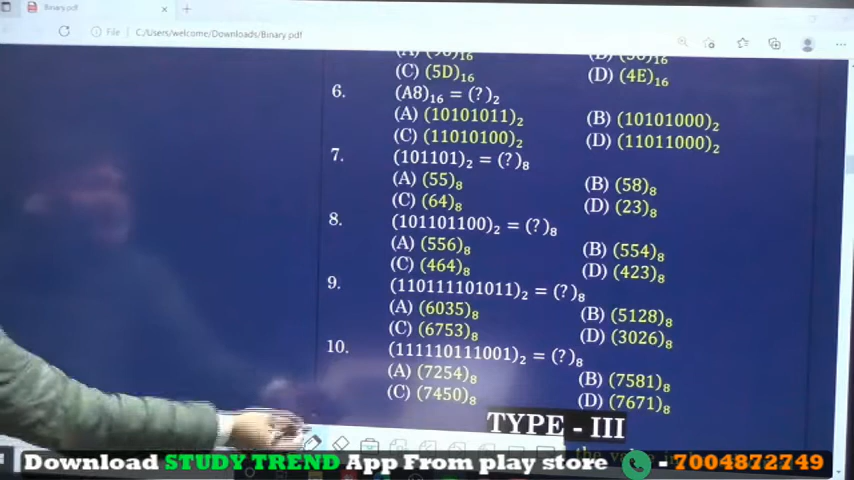 Binary.pdf
File | C:/Users/welcome/Downloads/Binary.pdf
(C) (5D)16 (D) (4E)16
6. (A8)16 = (?)2
(A) (10101011)2 (B) (10101000)2
(C) (11010100)2 (D) (11011000)2
7. (101101)2 = (?)8
(A) (55)8 (B) (58)8
(C) (64)8 (D) (23)8
8. (101101100)2 = (?)8
(A) (556)8 (B) (554)8
(C) (464)8 (D) (423)8
9. (110111101011)2 = (?)8
(A) (6035)8 (B) (5128)8
(C) (6753)8 (D) (3026)8
10. (111110111001)2 = (?)8
(A) (7254)8 (B) (7581)8
(C) (7450)8 (D) (7671)8
TYPE - III
Download STUDY TREND App From play store - 7004872749